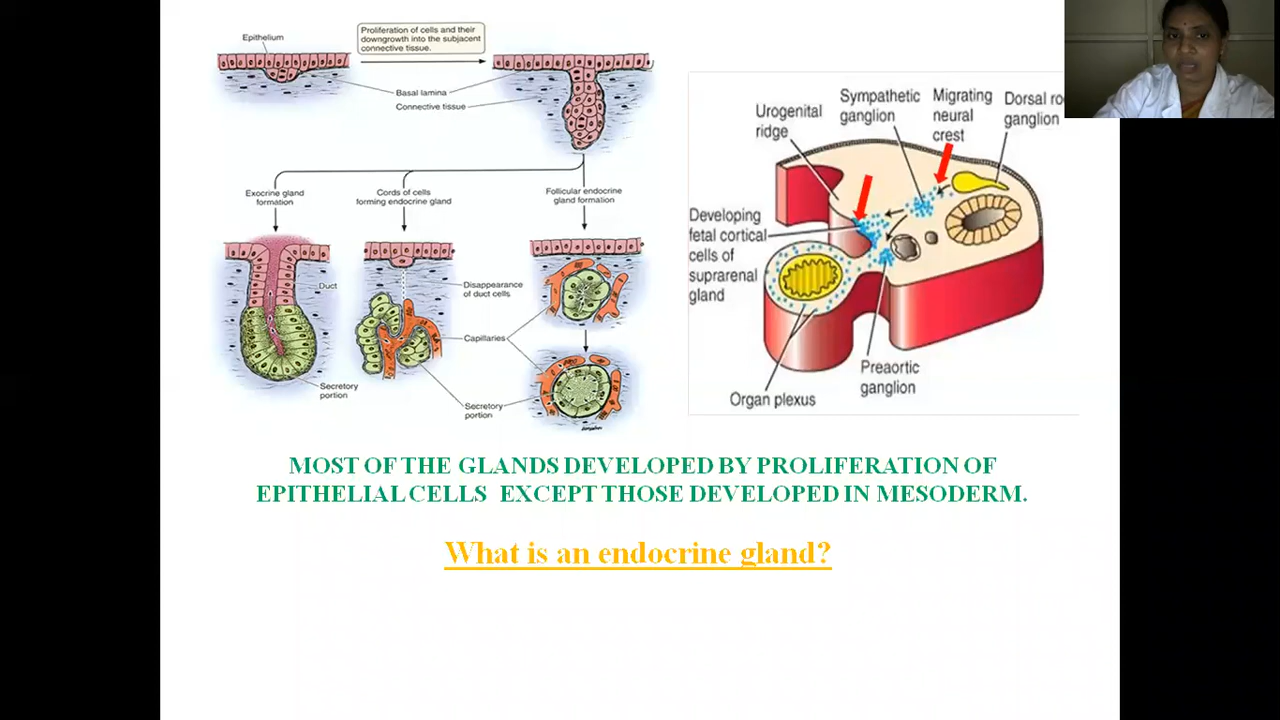 Epithelium
Proliferation of cells and their
downgrowth into the subjacent
connective tissue.
Basal lamina
Connective tissue
Exocrine gland
formation
Cords of cells
forming endocrine gland
Follicular endocrine
gland formation
Duct
Disappearance
of duct cells
Capillaries
Secretory
portion
Secretory
portion
Urogenital
ridge
Sympathetic
ganglion
Migrating
neural
crest
Dorsal
ganglion
Developing
fetal cortical
cells of
suprarenal
gland
Preaortic
ganglion
Organ plexus
MOST OF THE GLANDS DEVELOPED BY PROLIFERATION OF
EPITHELIAL CELLS EXCEPT THOSE DEVELOPED IN MESODERM.
What is an endocrine gland?